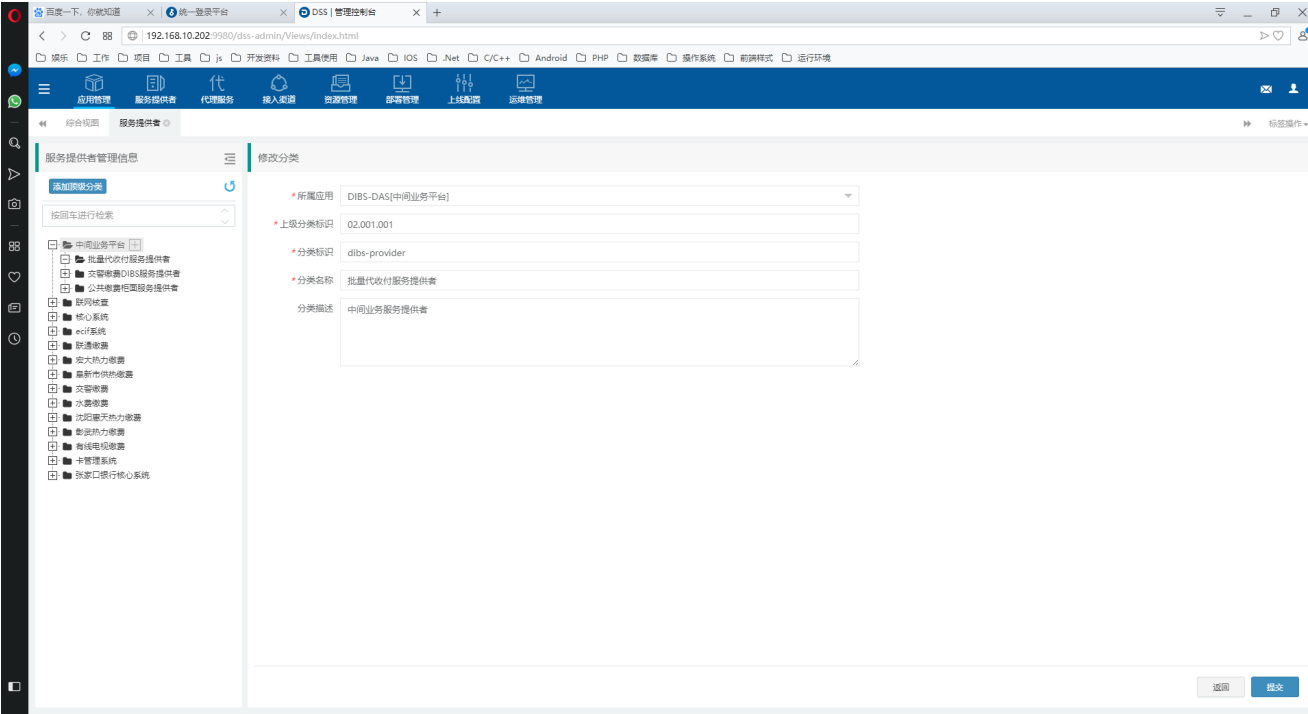 百度一下，你就知道
统一登录平台
DSS | 管理控制台
192.168.10.202:9980/dss-admin/Views/index.html
娱乐 工作 项目 工具 js 开发资料 工具使用 Java IOS .Net C/C++ Android PHP 数据库 操作系统 前端样式 运行环境
代
应用管理 服务提供者 代理服务 接入渠道 资源管理 部署管理 上线配置 运维管理
综合视图 服务提供者 标签操作
服务提供者管理信息
修改分类
添加顶级分类
按回车进行检索
中间业务平台
批量代收付服务提供者
交警缴费DIBS服务提供者
公共缴费柜面服务提供者
联网核查
核心系统
ecif系统
联通缴费
宏大热力缴费
阜新市供热缴费
交警缴费
水费缴费
沈阳惠天热力缴费
彰武热力缴费
有线电视缴费
卡管理系统
张家口银行核心系统
*所属应用 DIBS-DAS[中间业务平台]
*上级分类标识 02.001.001
*分类标识 dibs-provider
*分类名称 批量代收付服务提供者
分类描述 中间业务服务提供者
返回 提交